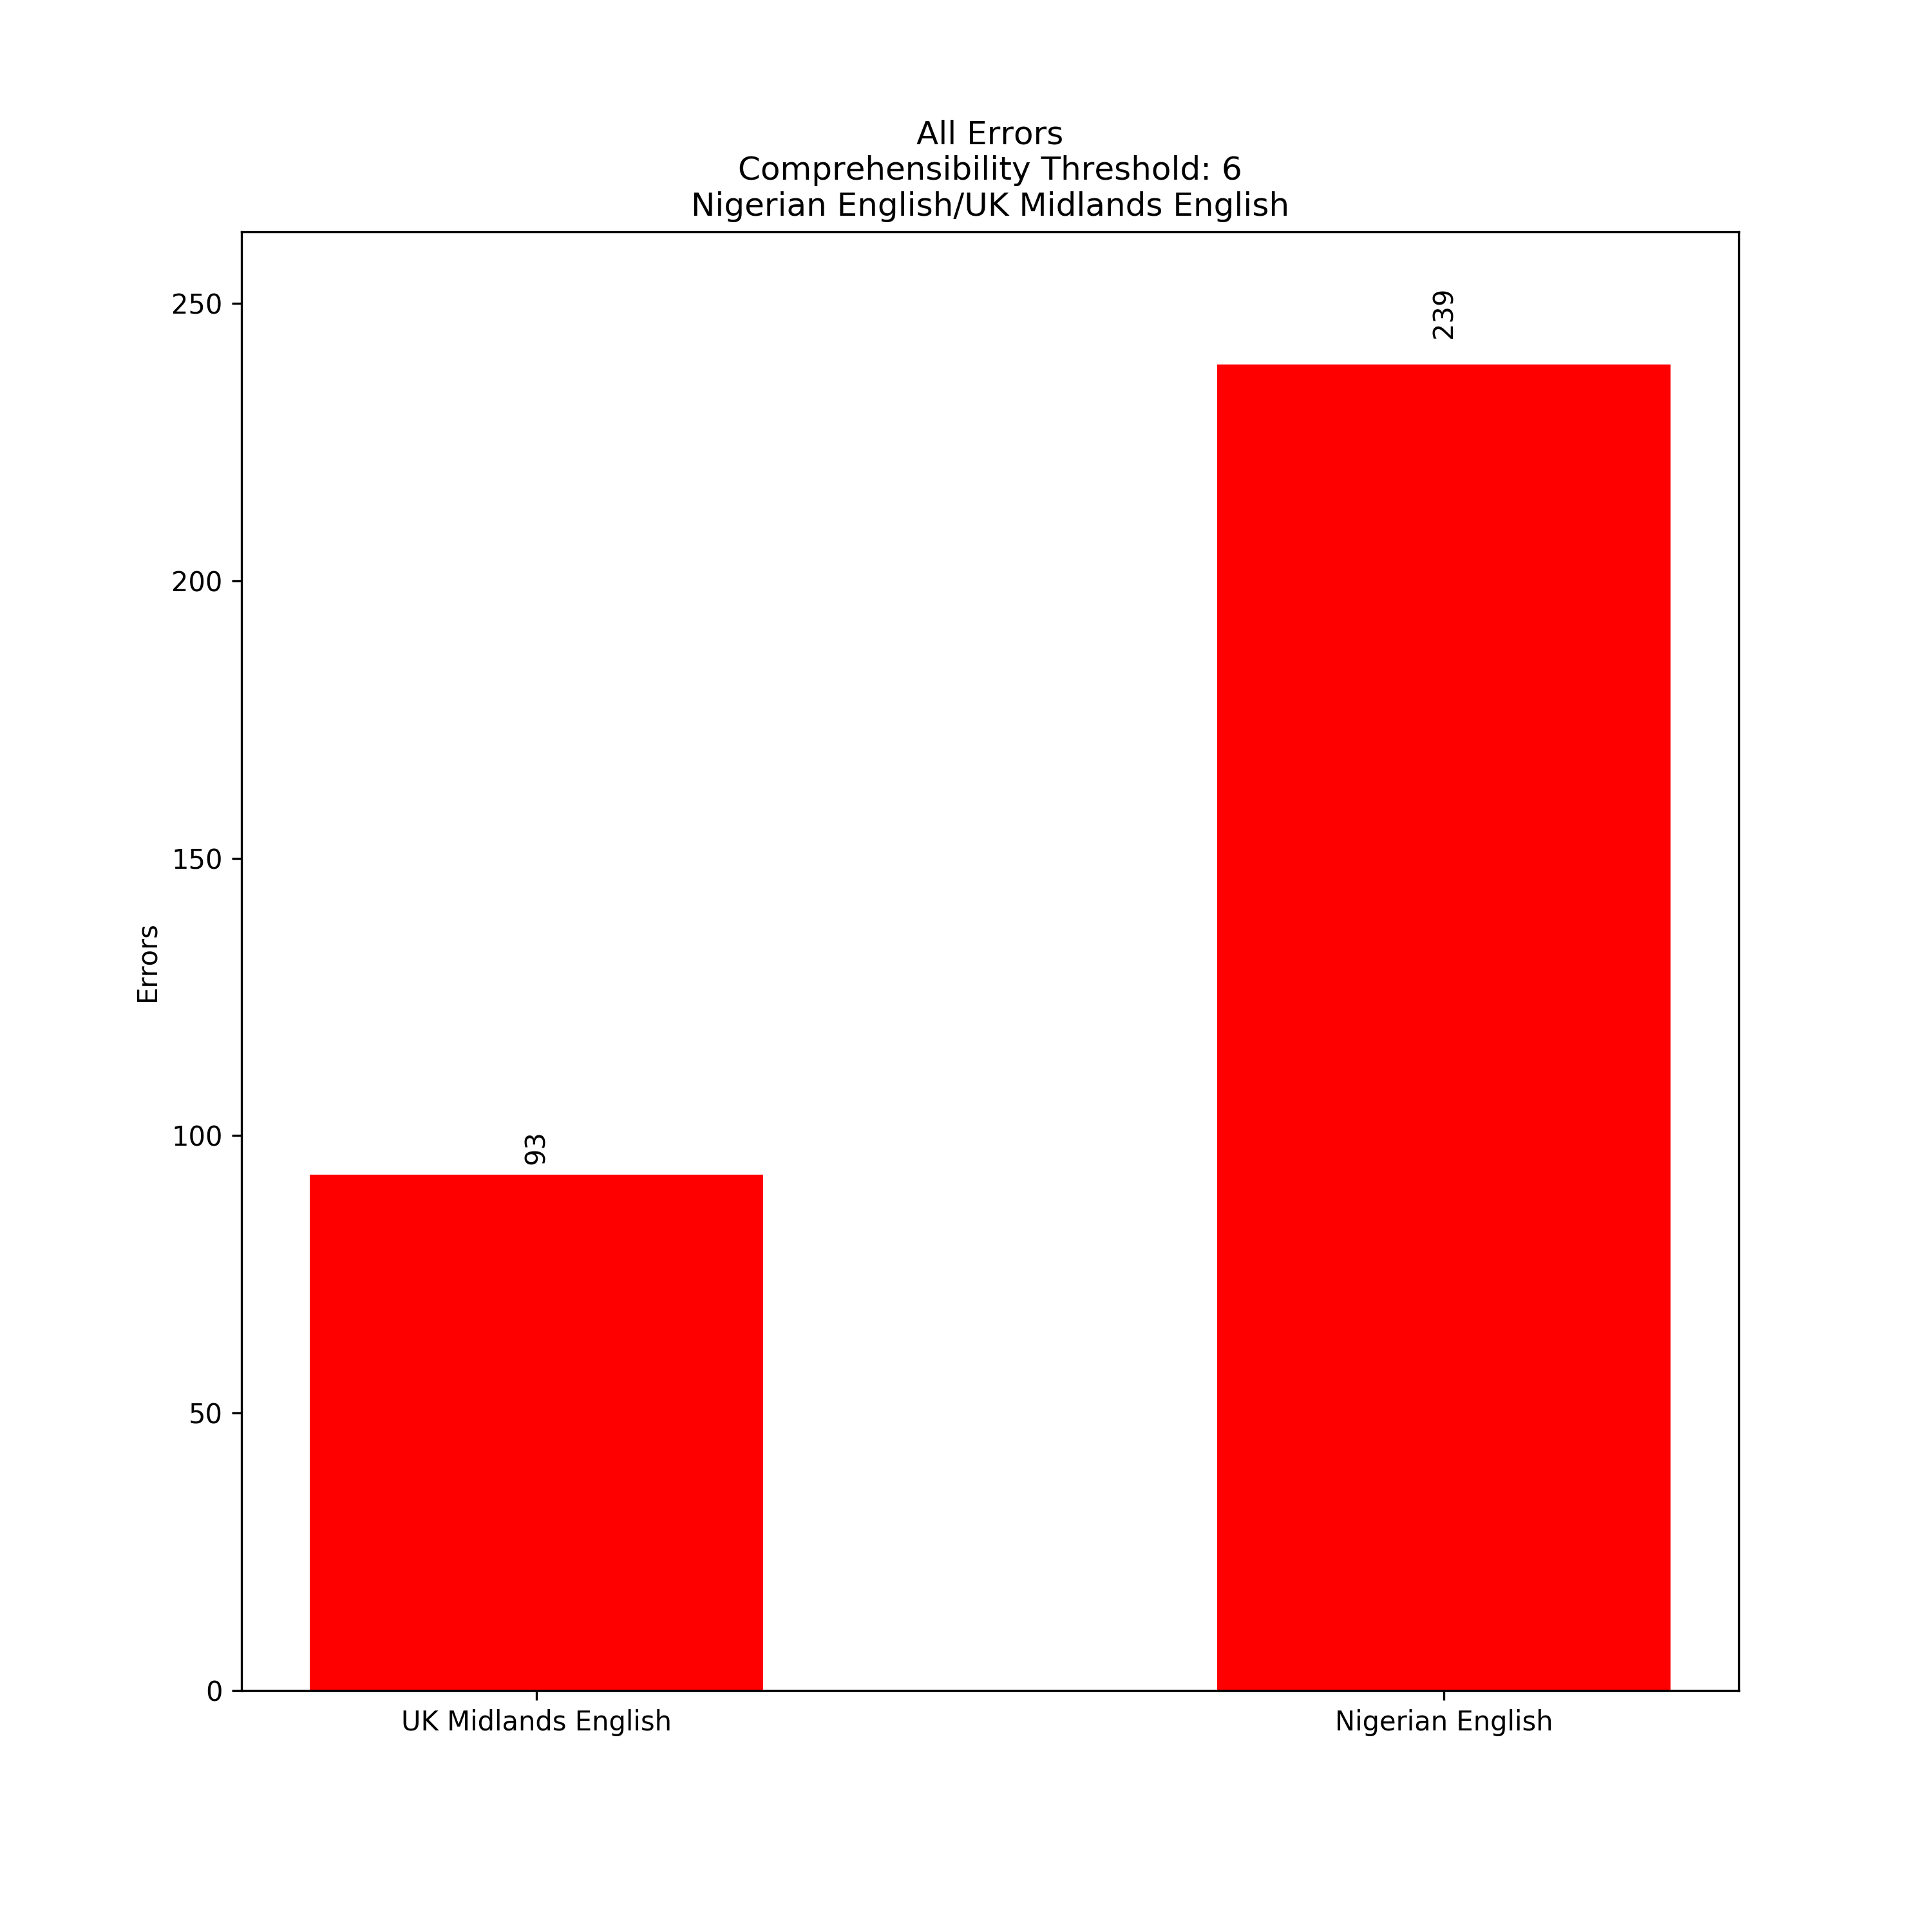 All Errors
Comprehensibility Threshold: 6
Nigerian English/UK Midlands English
250
200
150
100
50
0
Errors
93
239
UK Midlands English
Nigerian English